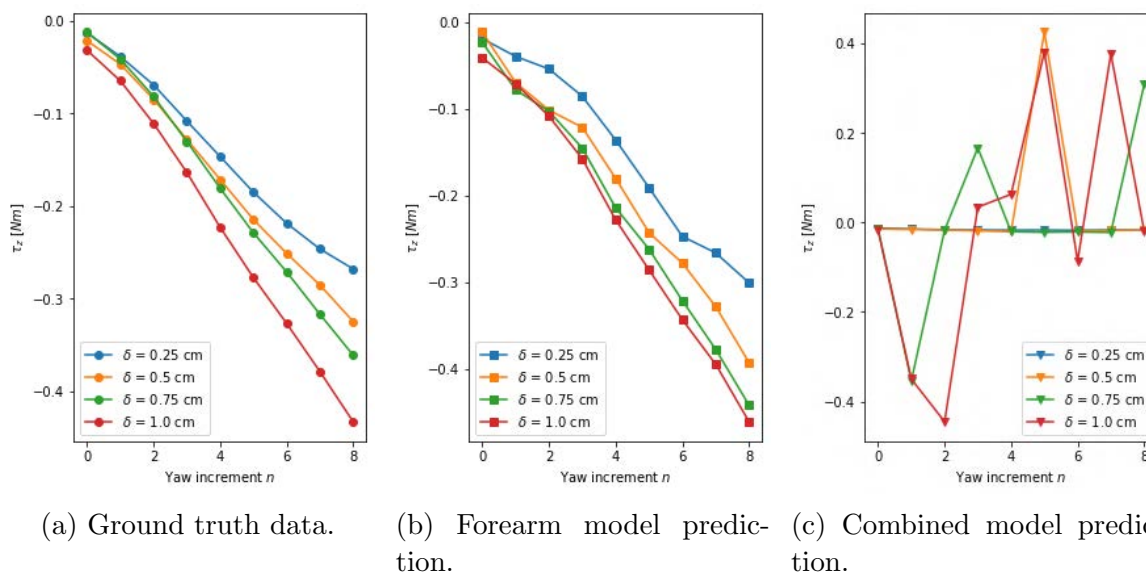 0.0
−0.1
−0.2
−0.3
−0.4
τz [Nm]
δ = 0.25 cm
δ = 0.5 cm
δ = 0.75 cm
δ = 1.0 cm
0 2 4 6 8
Yaw increment n
(a) Ground truth data.
0.0
−0.1
−0.2
−0.3
−0.4
τz [Nm]
δ = 0.25 cm
δ = 0.5 cm
δ = 0.75 cm
δ = 1.0 cm
0 2 4 6 8
Yaw increment n
(b) Forearm model predic-
tion.
0.4
0.2
0.0
−0.2
−0.4
τz [Nm]
δ = 0.25 cm
δ = 0.5 cm
δ = 0.75 cm
δ = 1.0 cm
0 2 4 6 8
Yaw increment n
(c) Combined model predic
tion.